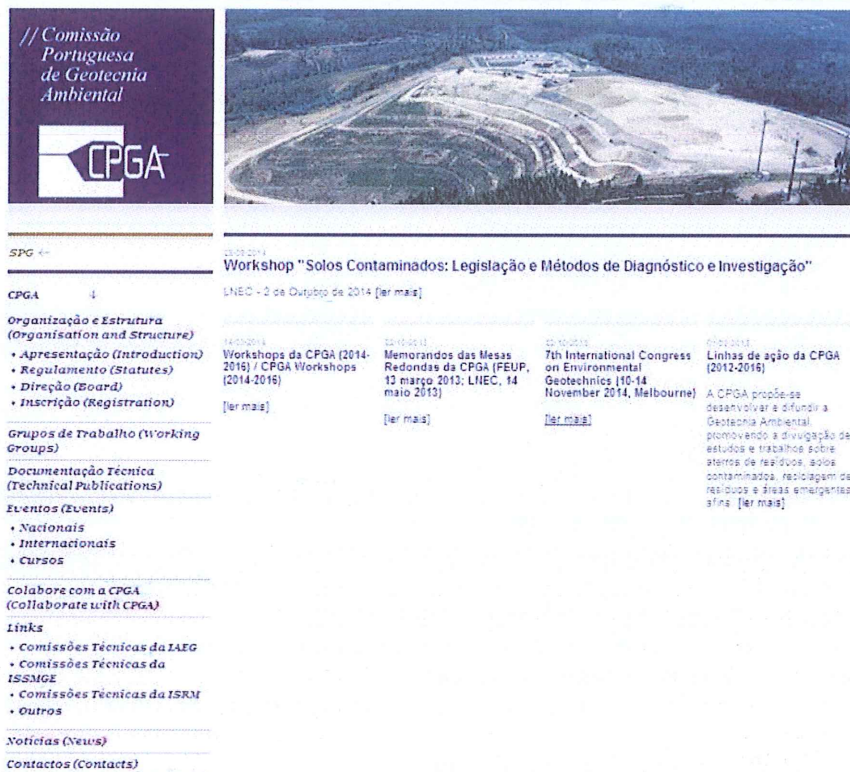 // Comissão
Portuguesa
de Geotecnia
Ambiental
CPGA
SPG ←
CPGA ↓
Organização e Estrutura
(Organisation and Structure)
• Apresentação (Introduction)
• Regulamento (Statutes)
• Direção (Board)
• Inscrição (Registration)
Grupos de Trabalho (Working
Groups)
Documentação Técnica
(Technical Publications)
Eventos (Events)
• Nacionais
• Internacionais
• Cursos
Colabore com a CPGA
(Collaborate with CPGA)
Links
• Comissões Técnicas da IAEG
• Comissões Técnicas da
ISSMGE
• Comissões Técnicas da ISRM
• Outros
Notícias (News)
Contactos (Contacts)
Workshop "Solos Contaminados: Legislação e Métodos de Diagnóstico e Investigação"
LNEC - 2 de Outubro de 2014 [ler mais]
Workshops da CPGA (2014-
2016) / CPGA Workshops
(2014-2016)
[ler mais]
Memorandos das Mesas
Redondas da CPGA (FEUP,
13 março 2013; LNEC, 14
maio 2013)
[ler mais]
7th International Congress
on Environmental
Geotechnics (10-14
November 2014, Melbourne)
[ler mais]
Linhas de ação da CPGA
(2012-2016)
A CPGA propõe-se
desenvolver e difundir a
Geotecnia Ambiental,
promovendo a divulgação de
estudos e trabalhos sobre
aterros de resíduos, solos
contaminados, reciclagem de
resíduos e áreas emergentes
afins. [ler mais]